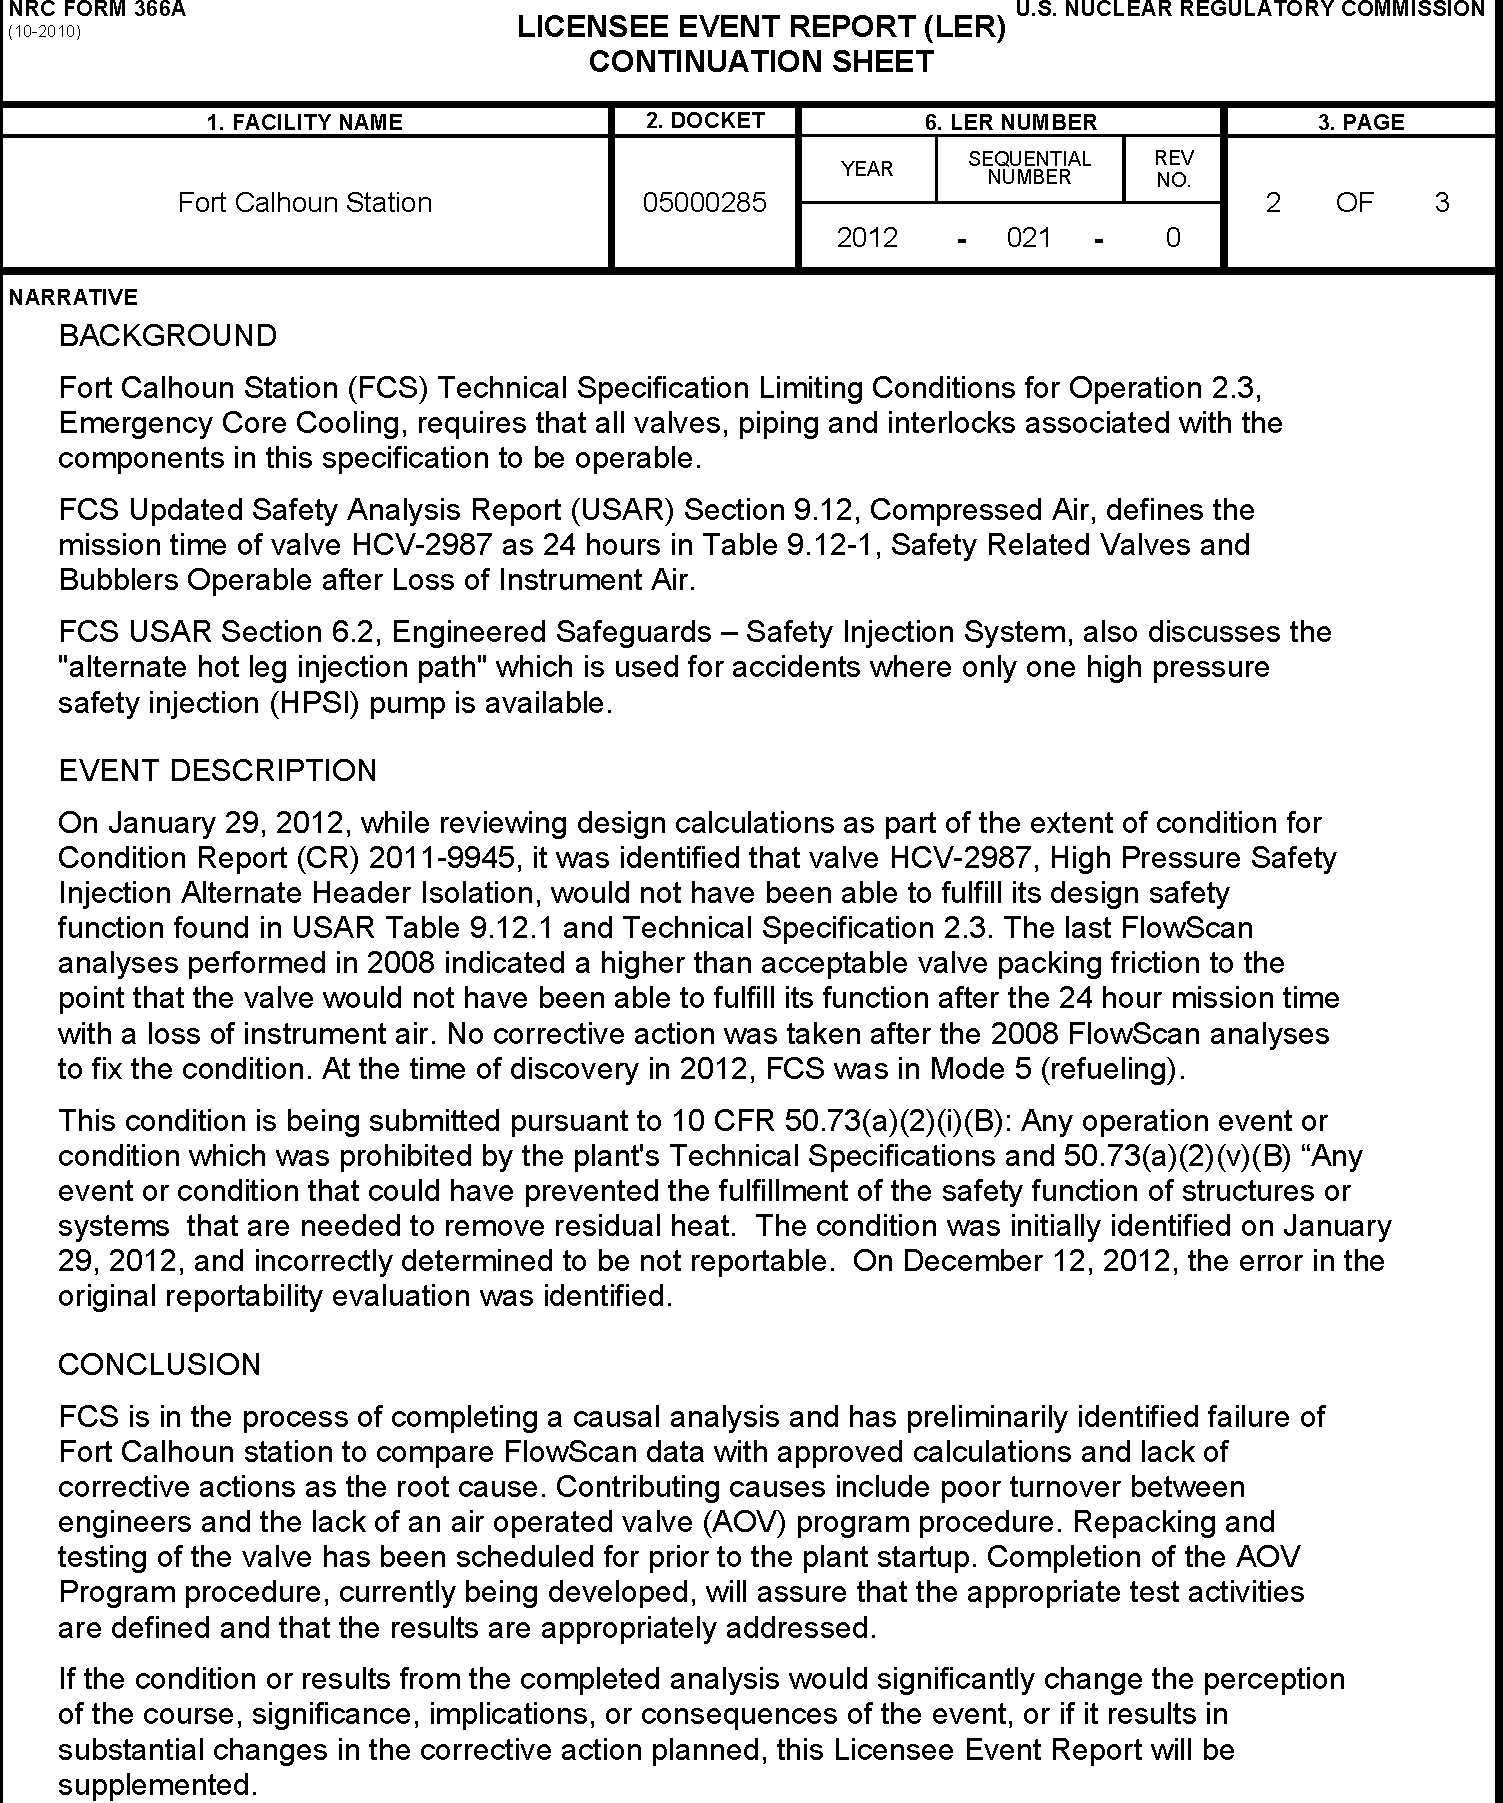 NRC FORM 366A
(10-2010)
LICENSEE EVENT REPORT (LER)
U.S. NUCLEAR REGULATORY COMMISSION
CONTINUATION SHEET
1. FACILITY NAME
2. DOCKET
6. LER NUMBER
3. PAGE
Fort Calhoun Station
05000285
YEAR
SEQUENTIAL
NUMBER
REV
NO.
2 OF 3
2012 - 021 - 0
NARRATIVE
BACKGROUND
Fort Calhoun Station (FCS) Technical Specification Limiting Conditions for Operation 2.3,
Emergency Core Cooling, requires that all valves, piping and interlocks associated with the
components in this specification to be operable.
FCS Updated Safety Analysis Report (USAR) Section 9.12, Compressed Air, defines the
mission time of valve HCV-2987 as 24 hours in Table 9.12-1, Safety Related Valves and
Bubblers Operable after Loss of Instrument Air.
FCS USAR Section 6.2, Engineered Safeguards – Safety Injection System, also discusses the
"alternate hot leg injection path" which is used for accidents where only one high pressure
safety injection (HPSI) pump is available.
EVENT DESCRIPTION
On January 29, 2012, while reviewing design calculations as part of the extent of condition for
Condition Report (CR) 2011-9945, it was identified that valve HCV-2987, High Pressure Safety
Injection Alternate Header Isolation, would not have been able to fulfill its design safety
function found in USAR Table 9.12.1 and Technical Specification 2.3. The last FlowScan
analyses performed in 2008 indicated a higher than acceptable valve packing friction to the
point that the valve would not have been able to fulfill its function after the 24 hour mission time
with a loss of instrument air. No corrective action was taken after the 2008 FlowScan analyses
to fix the condition. At the time of discovery in 2012, FCS was in Mode 5 (refueling).
This condition is being submitted pursuant to 10 CFR 50.73(a)(2)(i)(B): Any operation event or
condition which was prohibited by the plant's Technical Specifications and 50.73(a)(2)(v)(B) “Any
event or condition that could have prevented the fulfillment of the safety function of structures or
systems that are needed to remove residual heat. The condition was initially identified on January
29, 2012, and incorrectly determined to be not reportable. On December 12, 2012, the error in the
original reportability evaluation was identified.
CONCLUSION
FCS is in the process of completing a causal analysis and has preliminarily identified failure of
Fort Calhoun station to compare FlowScan data with approved calculations and lack of
corrective actions as the root cause. Contributing causes include poor turnover between
engineers and the lack of an air operated valve (AOV) program procedure. Repacking and
testing of the valve has been scheduled for prior to the plant startup. Completion of the AOV
Program procedure, currently being developed, will assure that the appropriate test activities
are defined and that the results are appropriately addressed.
If the condition or results from the completed analysis would significantly change the perception
of the course, significance, implications, or consequences of the event, or if it results in
substantial changes in the corrective action planned, this Licensee Event Report will be
supplemented.